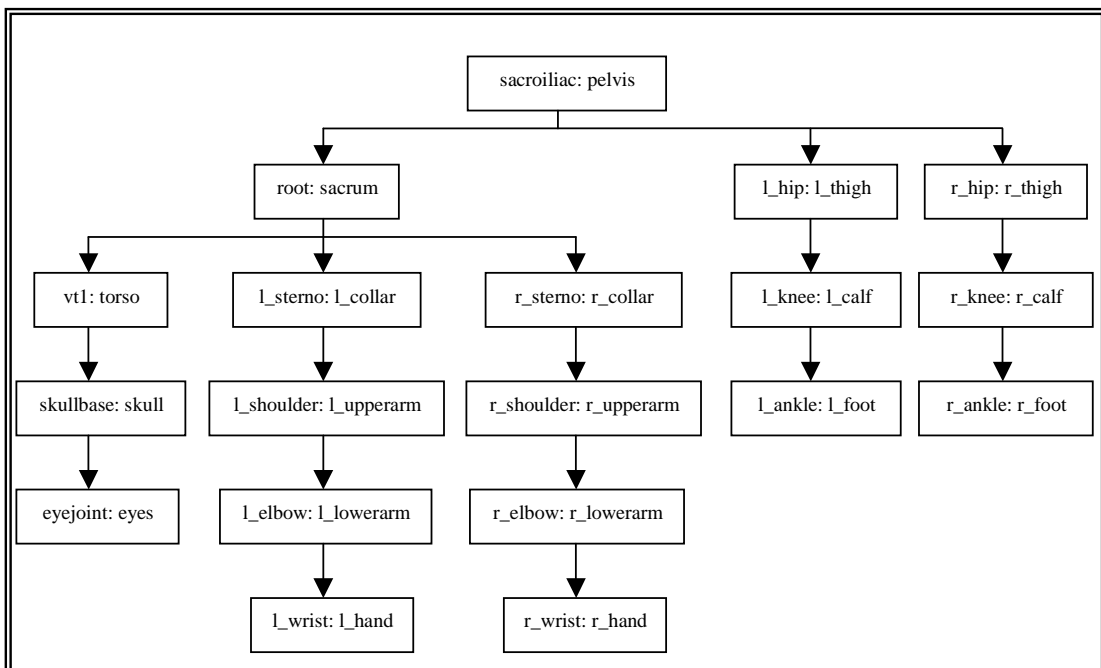 sacroiliac: pelvis
root: sacrum
l_hip: l_thigh
r_hip: r_thigh
vt1: torso
l_sterno: l_collar
r_sterno: r_collar
l_knee: l_calf
r_knee: r_calf
skullbase: skull
l_shoulder: l_upperarm
r_shoulder: r_upperarm
l_ankle: l_foot
r_ankle: r_foot
eyejoint: eyes
l_elbow: l_lowerarm
r_elbow: r_lowerarm
l_wrist: l_hand
r_wrist: r_hand